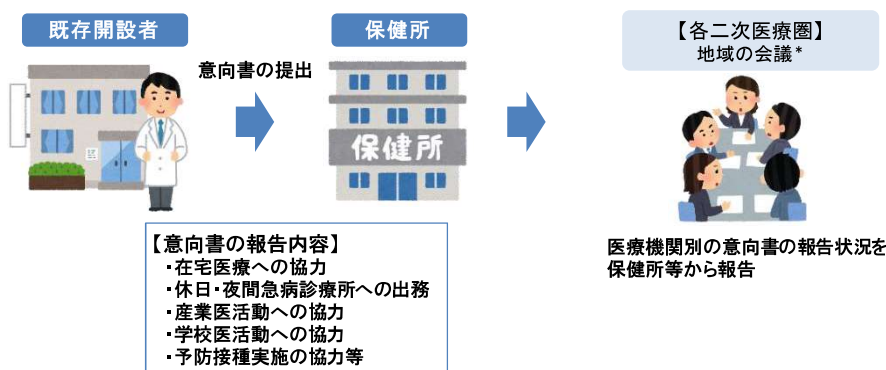 既存開設者
保健所
【各二次医療圏】
地域の会議*
意向書の提出
保健所
医療機関別の意向書の報告状況を
保健所等から報告
【意向書の報告内容】
・在宅医療への協力
・休日・夜間急病診療所への出務
・産業医活動への協力
・学校医活動への協力
・予防接種実施の協力等